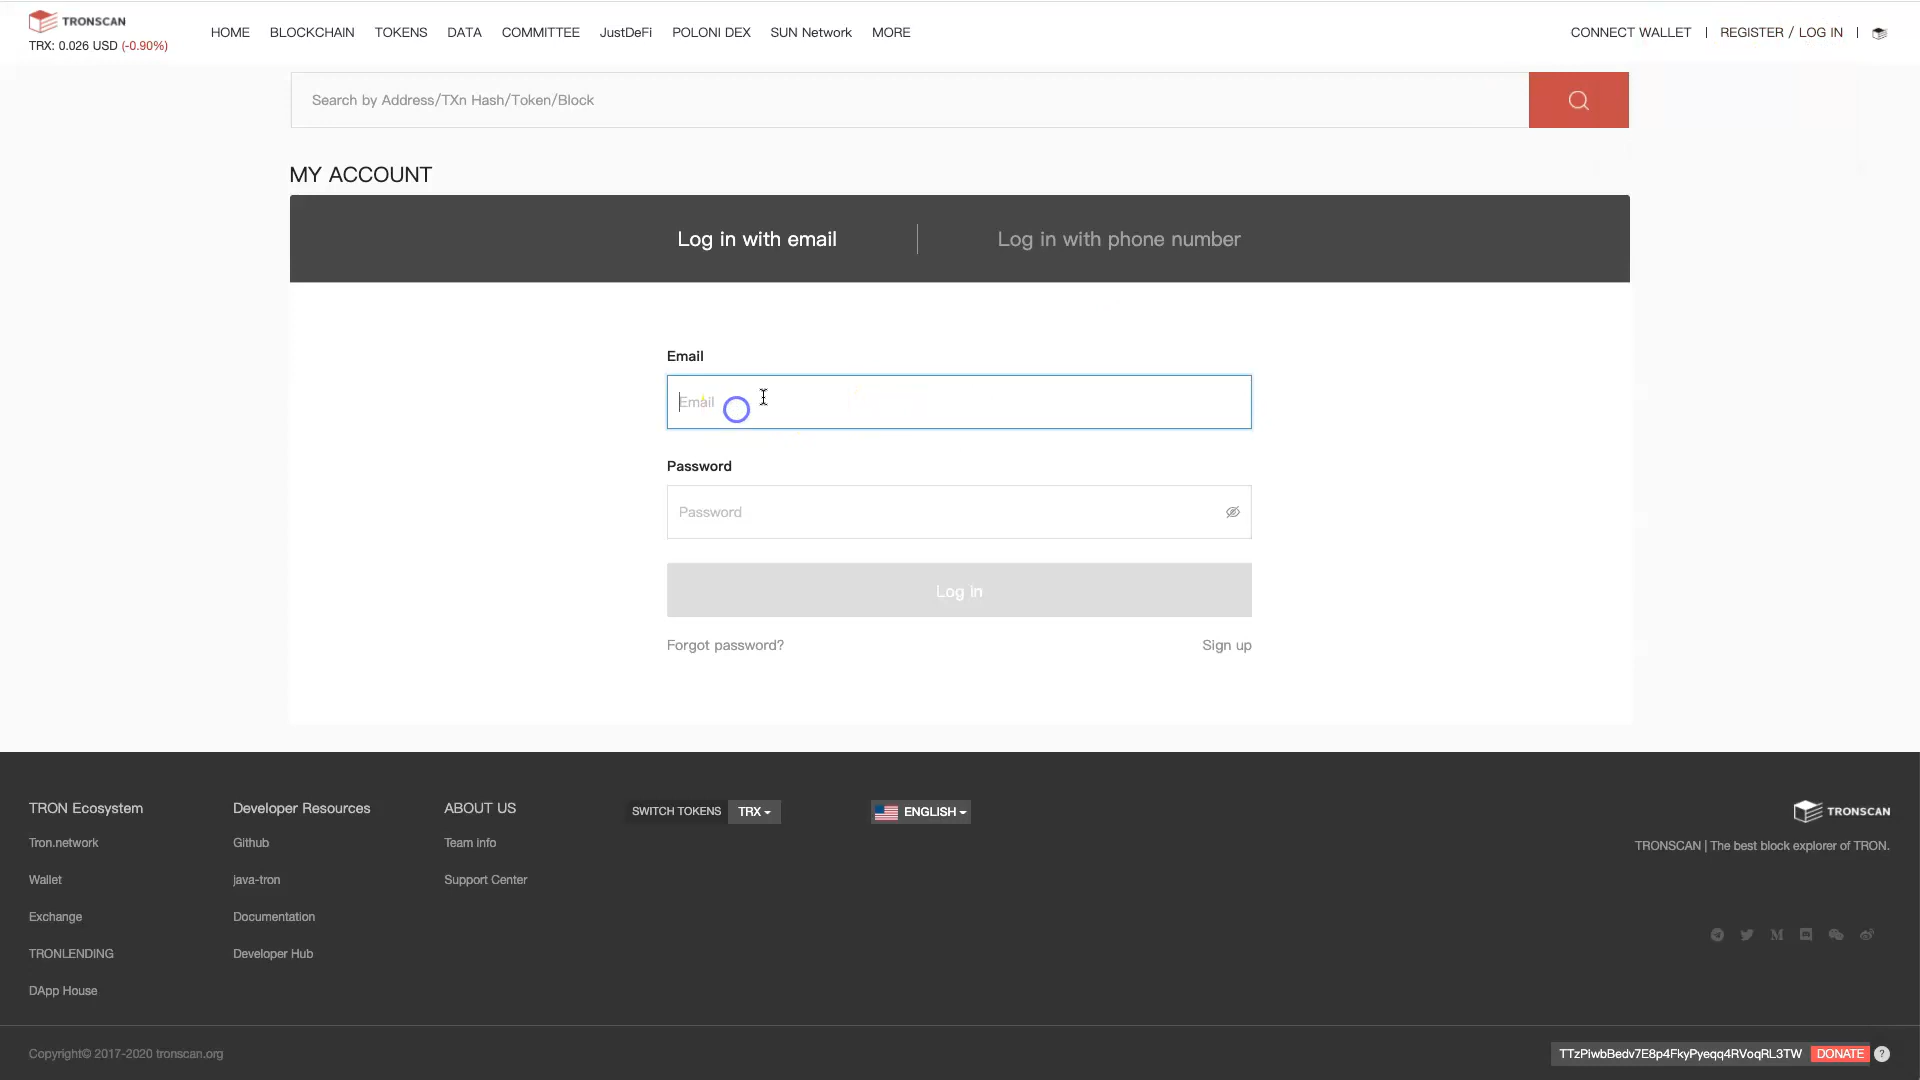 TRONSCAN
TRX: 0.026 USD (-0.90%)
HOME BLOCKCHAIN TOKENS DATA COMMITTEE JustDeFi POLONI DEX SUN Network MORE
CONNECT WALLET | REGISTER / LOG IN |
Search by Address/TXn Hash/Token/Block
MY ACCOUNT
Log in with email
Log in with phone number
Email
Email
Password
Password
Log in
Forgot password?
Sign up
TRON Ecosystem
Tron.network
Wallet
Exchange
TRONLENDING
DApp House
Developer Resources
Github
java-tron
Documentation
Developer Hub
ABOUT US
Team info
Support Center
SWITCH TOKENS TRX
ENGLISH
TRONSCAN
TRONSCAN | The best block explorer of TRON.
Copyright© 2017-2020 tronscan.org
TTzPiwbBedv7E8p4FkyPyeqq4RVoqRL3TW DONATE ?